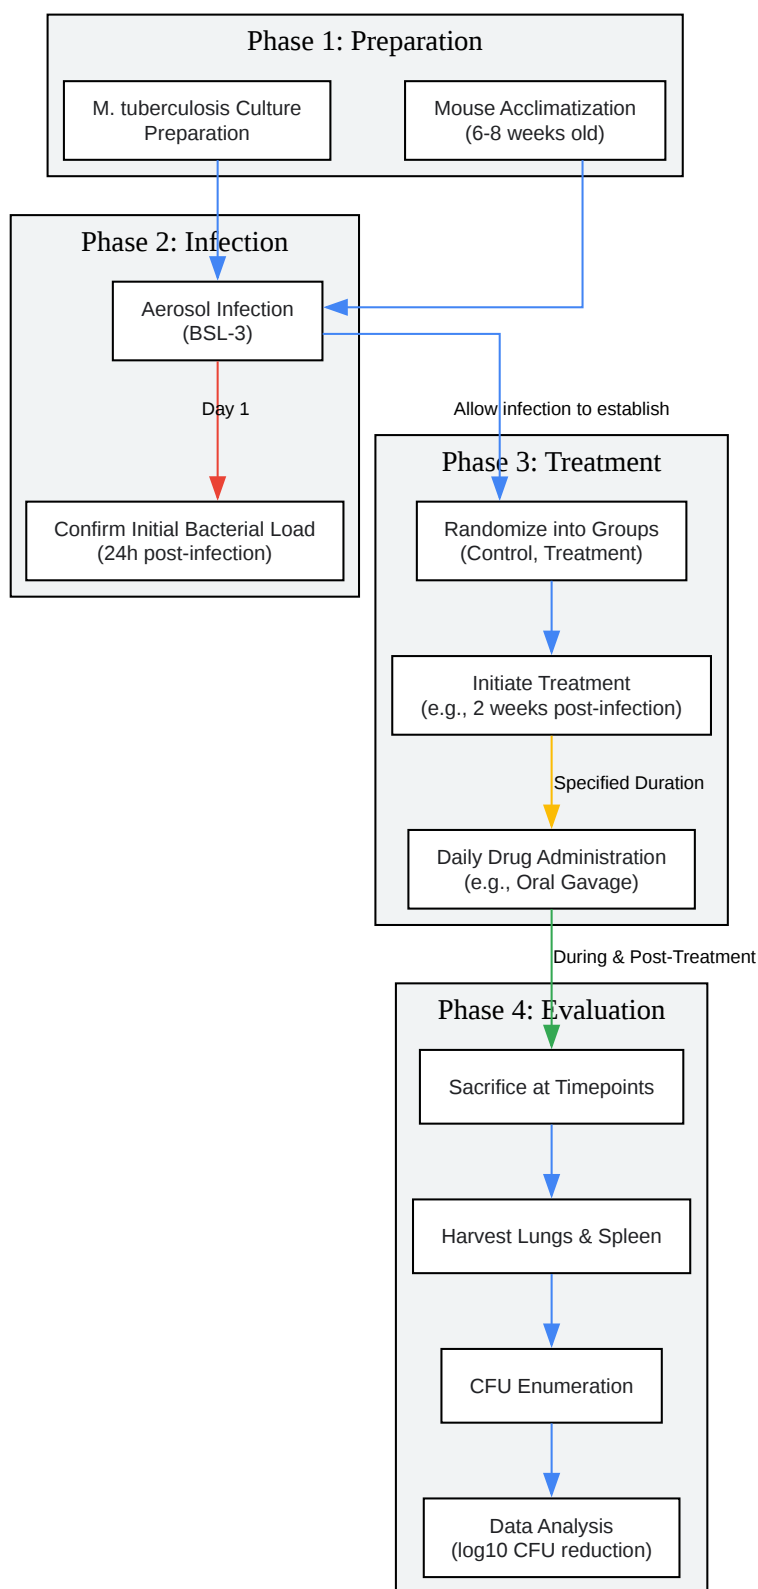 Phase 1: Preparation
M. tuberculosis Culture
Preparation
Mouse Acclimatization
(6-8 weeks old)
Phase 2: Infection
Aerosol Infection
(BSL-3)
Day 1
Allow infection to establish
Confirm Initial Bacterial Load
(24h post-infection)
Phase 3: Treatment
Randomize into Groups
(Control, Treatment)
Initiate Treatment
(e.g., 2 weeks post-infection)
Specified Duration
Daily Drug Administration
(e.g., Oral Gavage)
During & Post-Treatment
Phase 4: Evaluation
Sacrifice at Timepoints
Harvest Lungs & Spleen
CFU Enumeration
Data Analysis
(log10 CFU reduction)